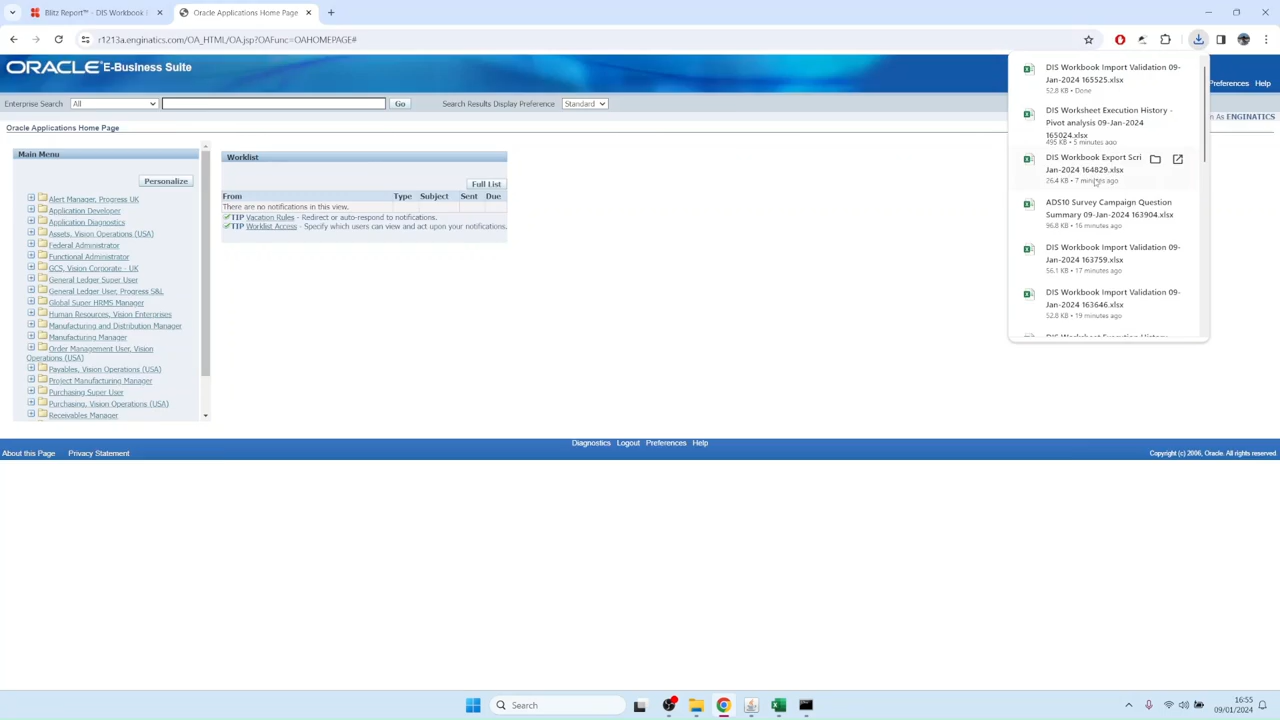 Blitz Report™ - DIS Workbook I
Oracle Applications Home Page
r1213a.enginatics.com/OA_HTML/OA.jsp?OAFunc=OAHOMEPAGE#
ORACLE E-Business Suite
Preferences Help
Enterprise Search All Go Search Results Display Preference Standard
As ENGINATICS
Oracle Applications Home Page
Main Menu
Personalize
Alert Manager, Progress UK
Application Developer
Application Diagnostics
Assets, Vision Operations (USA)
Federal Administrator
Functional Administrator
GCS, Vision Corporate - UK
General Ledger Super User
General Ledger User, Progress S&L
Global Super HRMS Manager
Human Resources, Vision Enterprises
Manufacturing and Distribution Manager
Manufacturing Manager
Order Management User, Vision
Operations (USA)
Payables, Vision Operations (USA)
Project Manufacturing Manager
Purchasing Super User
Purchasing, Vision Operations (USA)
Receivables Manager
Worklist
Full List
From Type Subject Sent Due
There are no notifications in this view.
TIP Vacation Rules - Redirect or auto-respond to notifications.
TIP Worklist Access - Specify which users can view and act upon your notifications.
DIS Workbook Import Validation 09-
Jan-2024 165525.xlsx
52.8 KB • Done
DIS Worksheet Execution History -
Pivot analysis 09-Jan-2024
165024.xlsx
495 KB • 5 minutes ago
DIS Workbook Export Scri
Jan-2024 164829.xlsx
26.4 KB • 7 minutes ago
ADS10 Survey Campaign Question
Summary 09-Jan-2024 163904.xlsx
96.8 KB • 16 minutes ago
DIS Workbook Import Validation 09-
Jan-2024 163759.xlsx
56.1 KB • 17 minutes ago
DIS Workbook Import Validation 09-
Jan-2024 163646.xlsx
52.8 KB • 19 minutes ago
DIS Worksheet Execution History
Diagnostics Logout Preferences Help
About this Page Privacy Statement
Copyright (c) 2006, Oracle. All rights reserved.
Search
16:55
09/01/2024